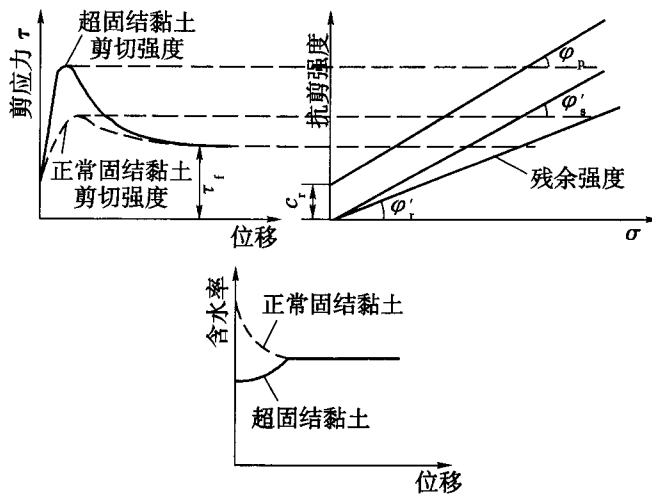 剪应力 τ
超固结黏土
剪切强度
正常固结黏土
剪切强度
τf
位移
抗剪强度
φp
φ's
残余强度
cr
φ'r
σ
含水率
正常固结黏土
超固结黏土
位移